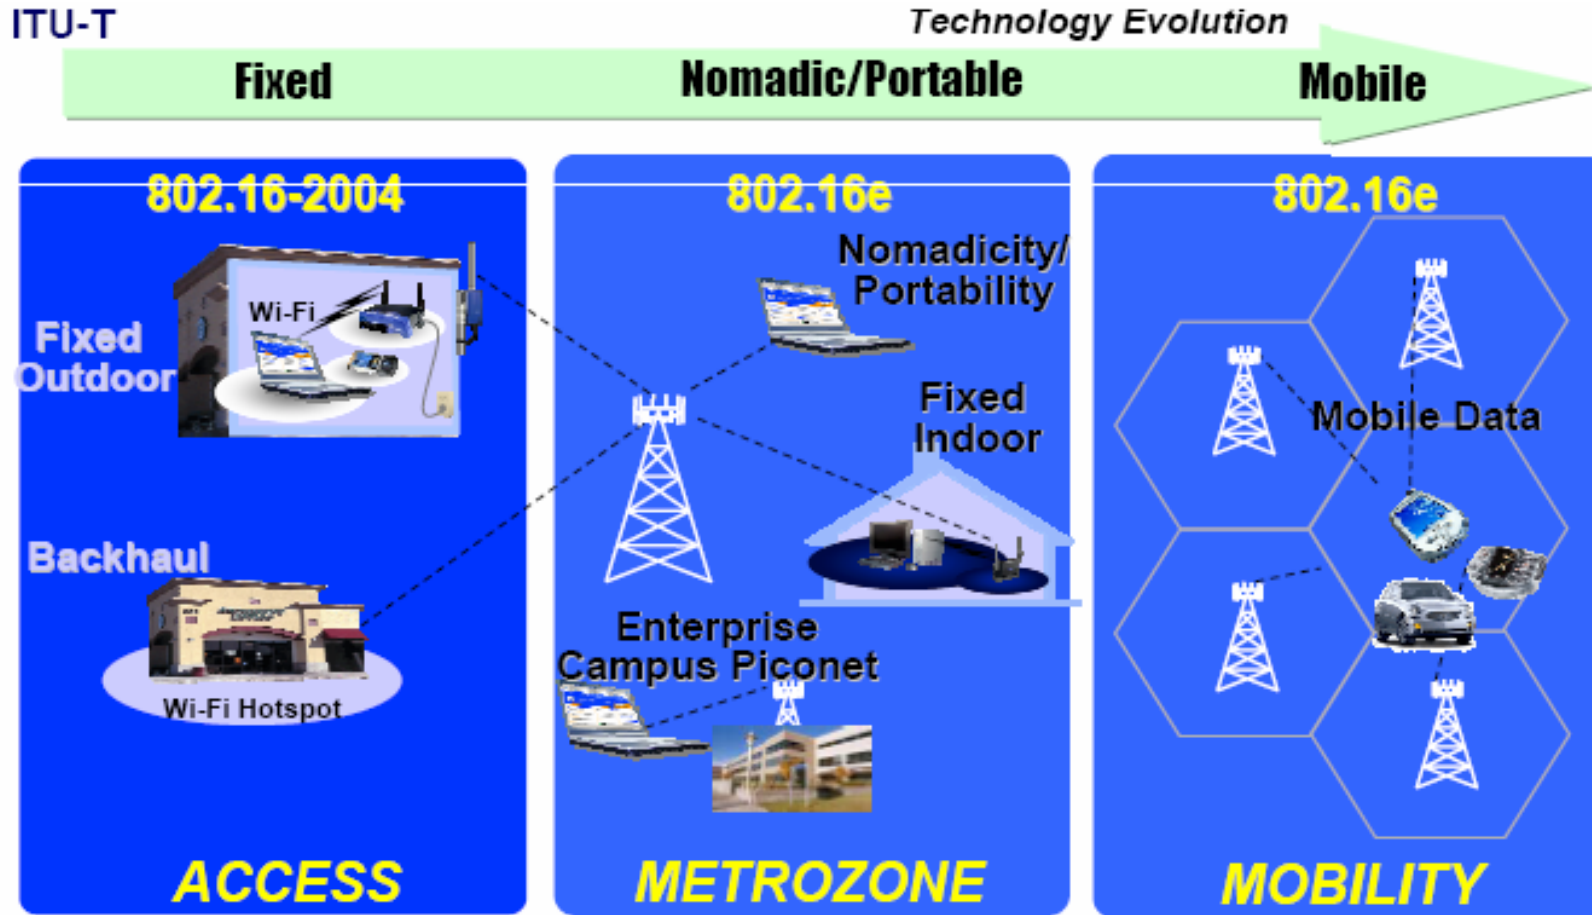 ITU-T
Technology Evolution
Fixed
Nomadic/Portable
Mobile
802.16-2004
Wi-Fi
Fixed
Outdoor
Backhaul
Wi-Fi Hotspot
ACCESS
802.16e
Nomadicity/
Portability
Fixed
Indoor
Enterprise
Campus Piconet
METROZONE
802.16e
Mobile Data
MOBILITY